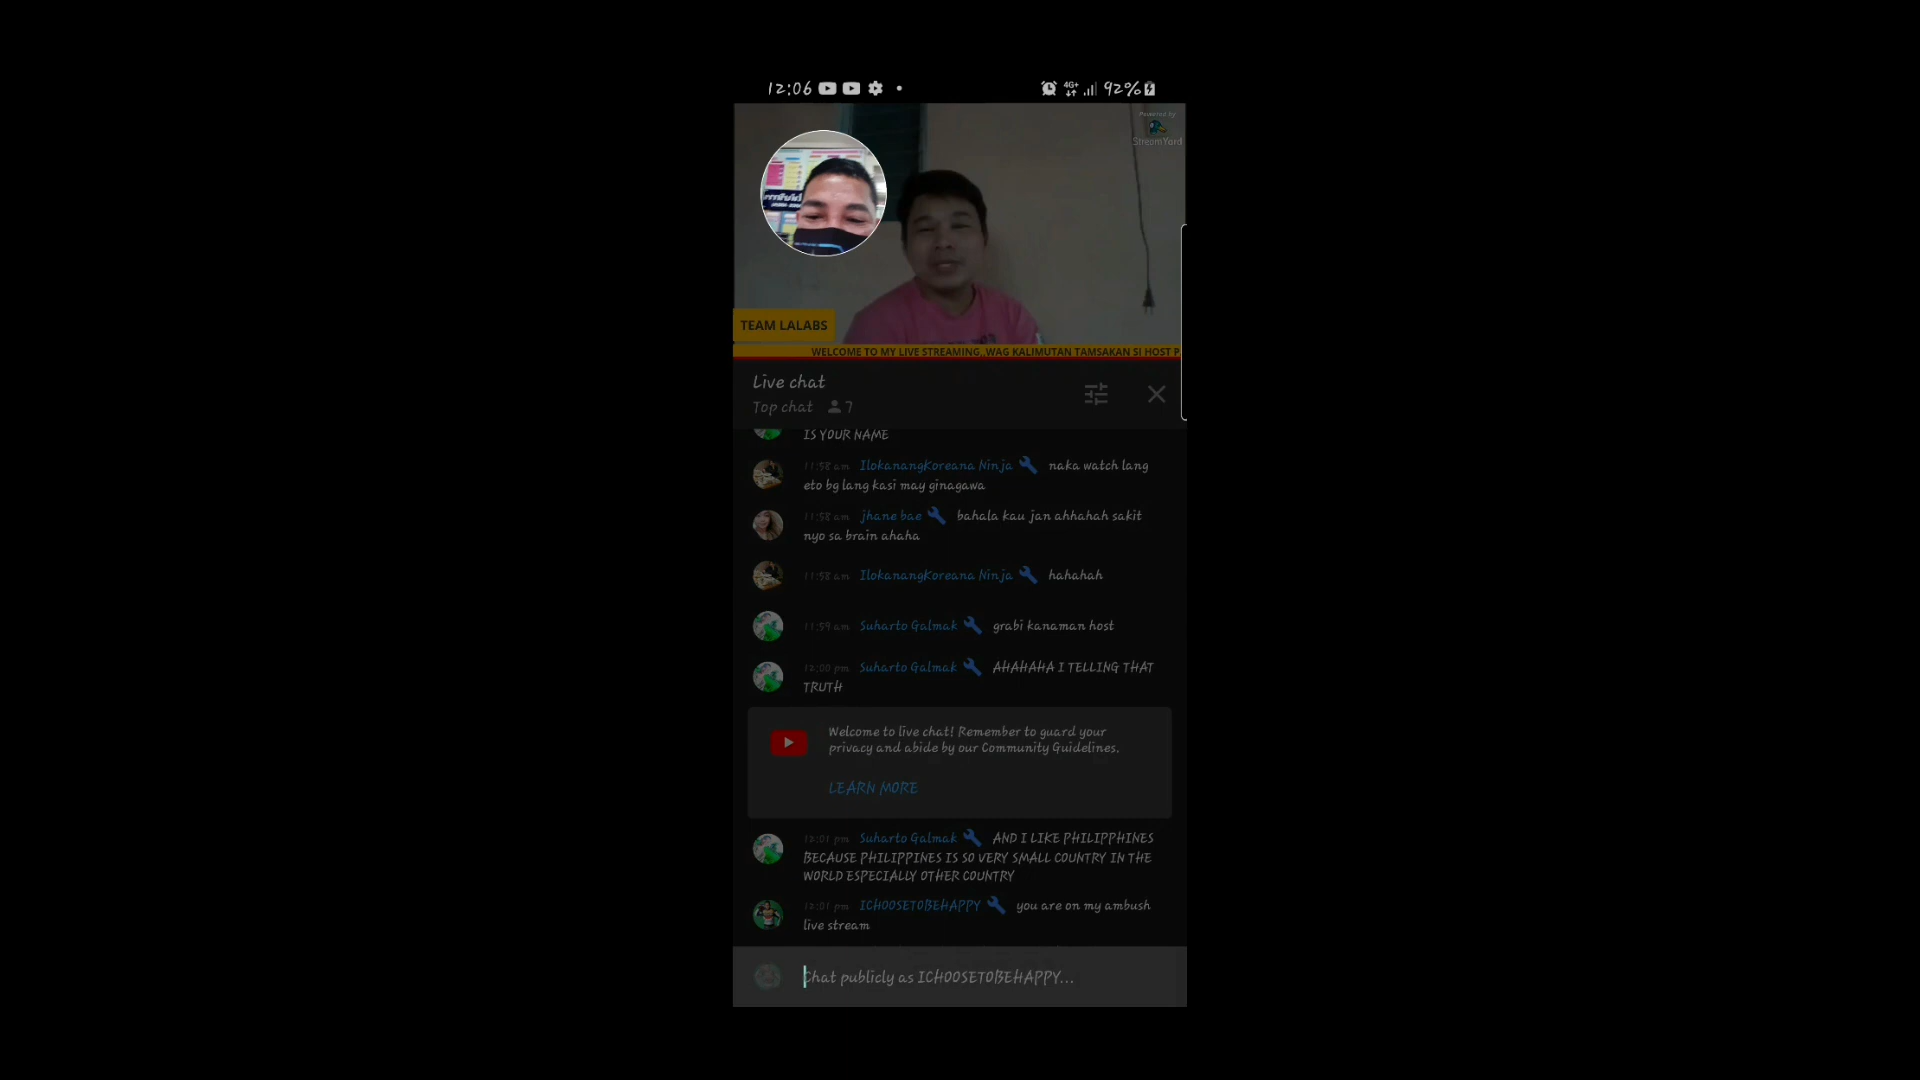 12:06
4G+
92%
Powered by
StreamYard
TEAM LALABS
WELCOME TO MY LIVE STREAMING, WAG KALIMUTAN TAMSAKAN SI HOST
Live chat
Top chat 7
IS YOUR NAME
11:58 am IlokanangKoreana Ninja naka watch lang
eto bg lang kasi may ginagawa
11:58 am jhane bae bahala kau jan ahhahah sakit
nyo sa brain ahaha
11:58 am IlokanangKoreana Ninja hahahah
11:59 am Suharto Galmak grabi kanaman host
12:00 pm Suharto Galmak AHAHAHA I TELLING THAT
TRUTH
Welcome to live chat! Remember to guard your
privacy and abide by our Community Guidelines.
LEARN MORE
12:01 pm Suharto Galmak AND I LIKE PHILIPPHINES
BECAUSE PHILIPPINES IS SO VERY SMALL COUNTRY IN THE
WORLD ESPECIALLY OTHER COUNTRY
12:01 pm ICHOOSETOBEHAPPY you are on my ambush
live stream
Chat publicly as ICHOOSETOBEHAPPY...